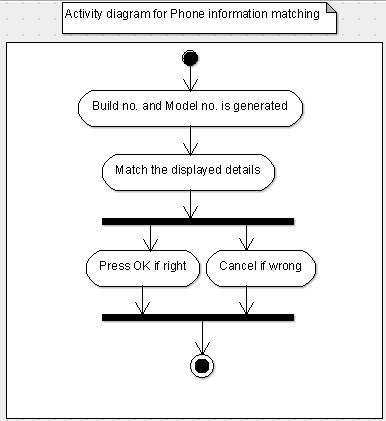 Activity diagram for Phone information matching
Build no. and Model no. is generated
Match the displayed details
Press OK if right
Cancel if wrong